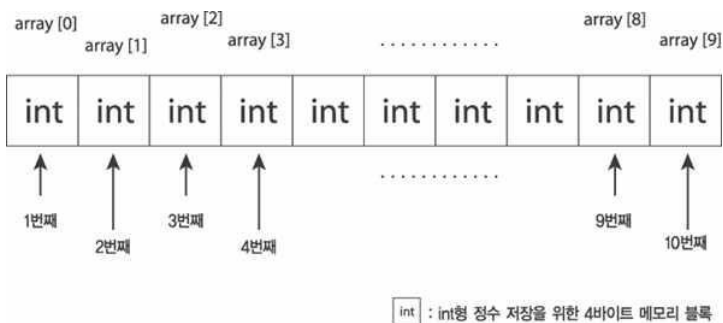 array [0] array [1] array [2] array [3] ............ array [8] array [9]
int int int int int int int int int int
............
1번째 2번째 3번째 4번째 9번째 10번째
int : int형 정수 저장을 위한 4바이트 메모리 블록